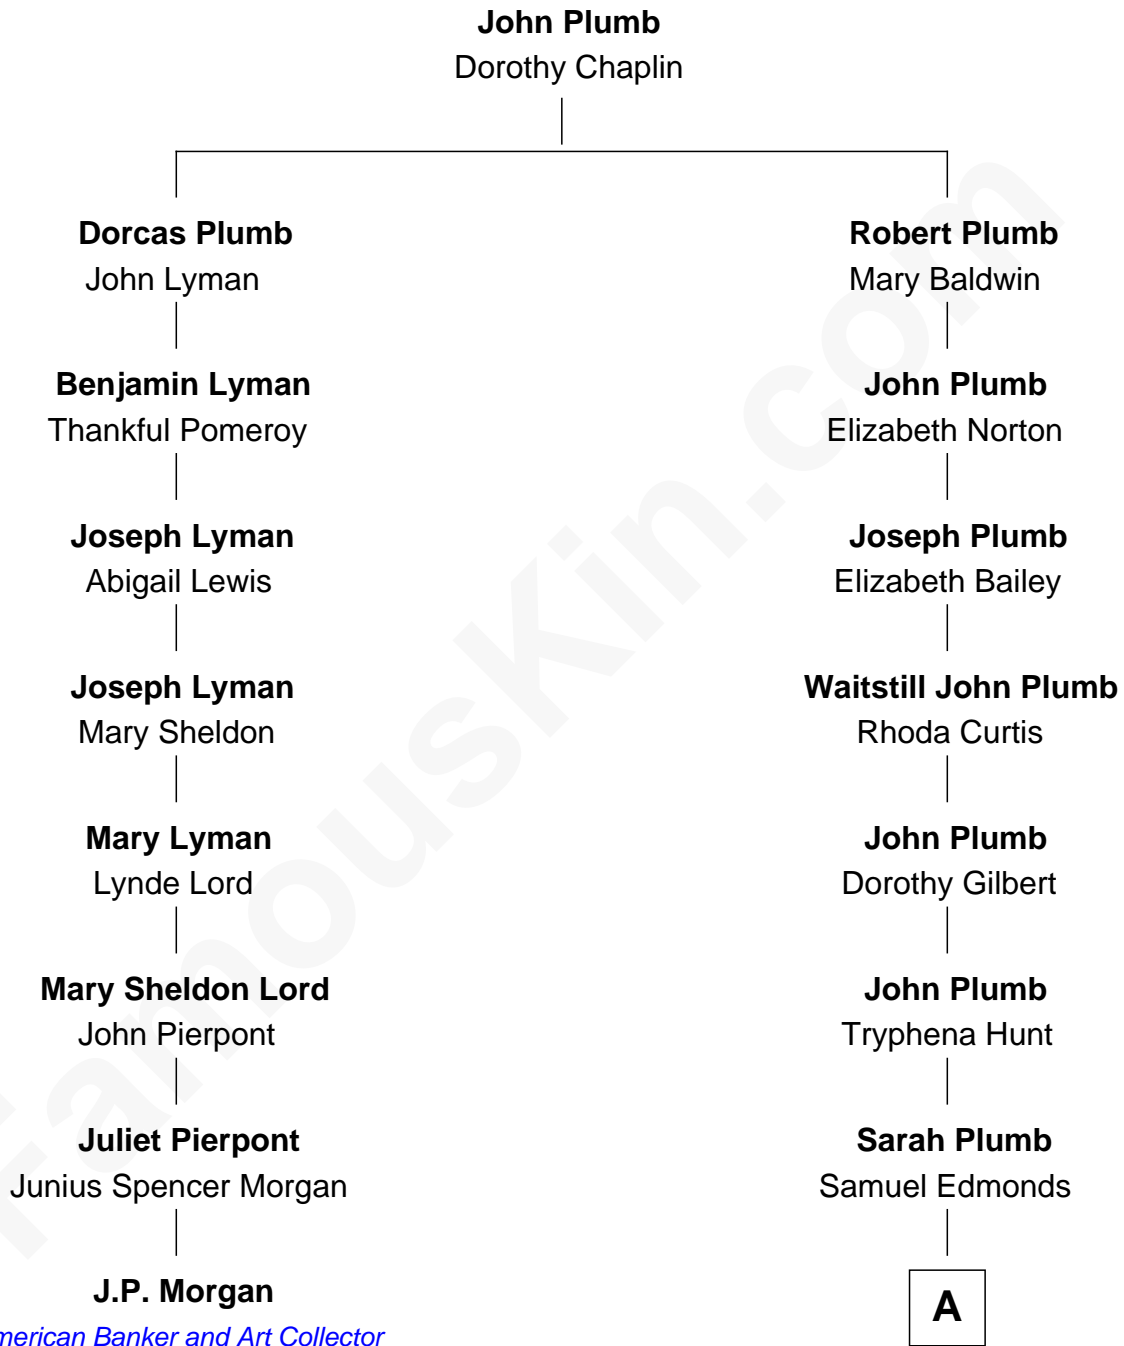 John Plumb
Dorothy Chaplin
Dorcas Plumb
John Lyman
Robert Plumb
Mary Baldwin
Benjamin Lyman
Thankful Pomeroy
John Plumb
Elizabeth Norton
Joseph Lyman
Abigail Lewis
Joseph Plumb
Elizabeth Bailey
Joseph Lyman
Mary Sheldon
Waitstill John Plumb
Rhoda Curtis
Mary Lyman
Lynde Lord
John Plumb
Dorothy Gilbert
Mary Sheldon Lord
John Pierpont
John Plumb
Tryphena Hunt
Juliet Pierpont
Junius Spencer Morgan
Sarah Plumb
Samuel Edmonds
J.P. Morgan
merican Banker and Art Collector
A
FamousKin.com